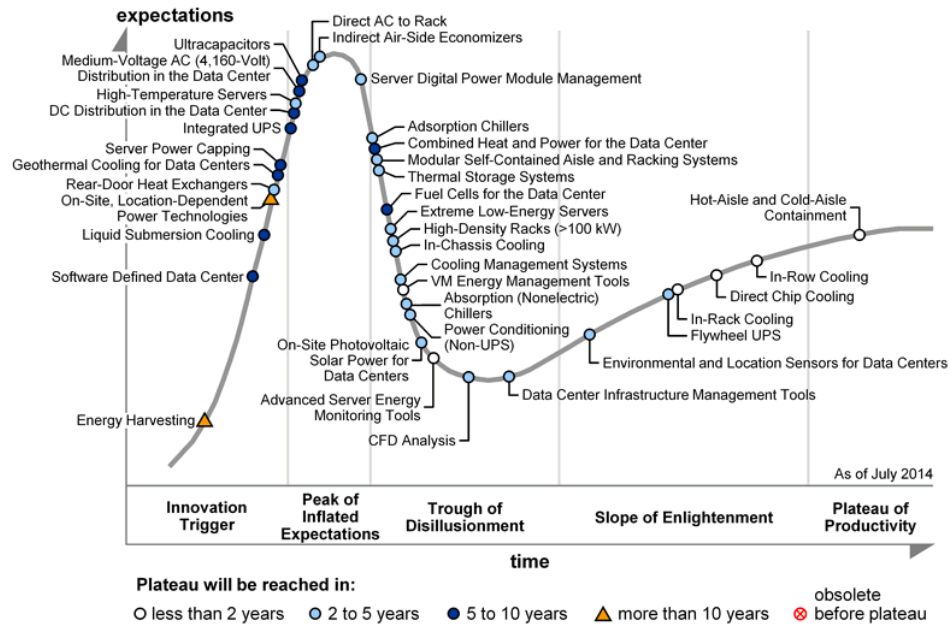 expectations
Direct AC to Rack
Indirect Air-Side Economizers
Ultracapacitors
Medium-Voltage AC (4,160-Volt)
Distribution in the Data Center
High-Temperature Servers
DC Distribution in the Data Center
Integrated UPS
Server Power Capping
Geothermal Cooling for Data Centers
Rear-Door Heat Exchangers
On-Site, Location-Dependent
Power Technologies
Liquid Submersion Cooling
Software Defined Data Center
Energy Harvesting
Server Digital Power Module Management
Adsorption Chillers
Combined Heat and Power for the Data Center
Modular Self-Contained Aisle and Racking Systems
Thermal Storage Systems
Fuel Cells for the Data Center
Extreme Low-Energy Servers
High-Density Racks (>100 kW)
In-Chassis Cooling
Cooling Management Systems
VM Energy Management Tools
Absorption (Nonelectric)
Chillers
Power Conditioning
(Non-UPS)
On-Site Photovoltaic
Solar Power for
Data Centers
Advanced Server Energy
Monitoring Tools
CFD Analysis
Data Center Infrastructure Management Tools
Environmental and Location Sensors for Data Centers
Flywheel UPS
In-Rack Cooling
Direct Chip Cooling
In-Row Cooling
Hot-Aisle and Cold-Aisle
Containment
As of July 2014
Innovation
Trigger
Peak of
Inflated
Expectations
Trough of
Disillusionment
Slope of Enlightenment
Plateau of
Productivity
time
Plateau will be reached in:
less than 2 years
2 to 5 years
5 to 10 years
more than 10 years
obsolete
before plateau